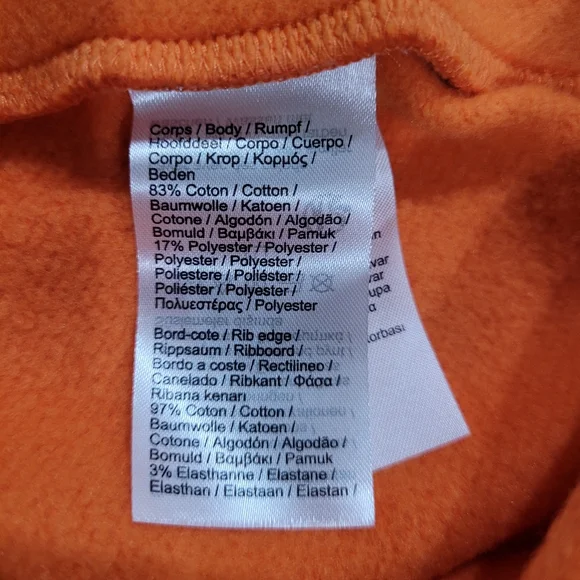 Corps / Body / Rumpf /
Hoofddeel / Corpo / Cuerpo /
Corpo / Krop / Κορμός /
Beden
83% Coton / Cotton /
Baumwolle / Katoen /
Cotone / Algodón / Algodão /
Bomuld / Βαμβάκι / Pamuk
17% Polyester / Polyester /
Polyester / Polyester /
Poliestere / Poliéster /
Poliéster / Polyester /
Πολυεστέρας / Polyester
Bord-cote / Rib edge /
Rippsaum / Ribboord /
Bordo a coste / Rectilineo /
Canelado / Ribkant / Φάσα /
Ribana kenarı
97% Coton / Cotton /
Baumwolle / Katoen /
Cotone / Algodón / Algodão /
Bomuld / Βαμβάκι / Pamuk
3% Elasthanne / Elastane /
Elasthan / Elastaan / Elastan /